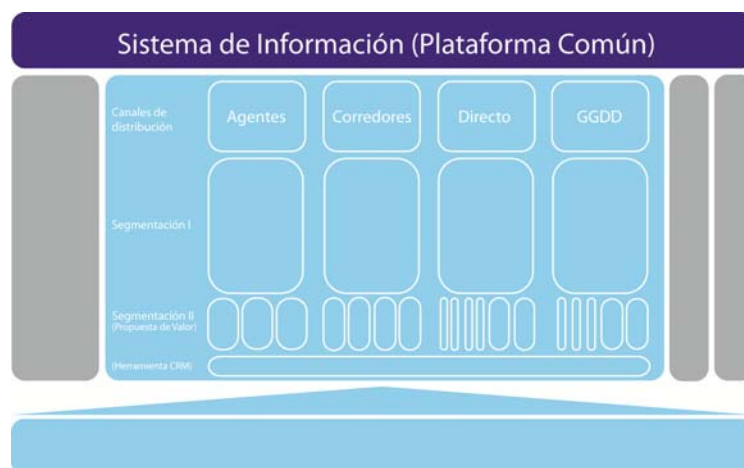 Sistema de Información (Plataforma Común)
Canales de
distribución
Agentes
Corredores
Directo
GGDD
Segmentación I
Segmentación II
(Propuesta de Valor)
(Herramienta CRM)